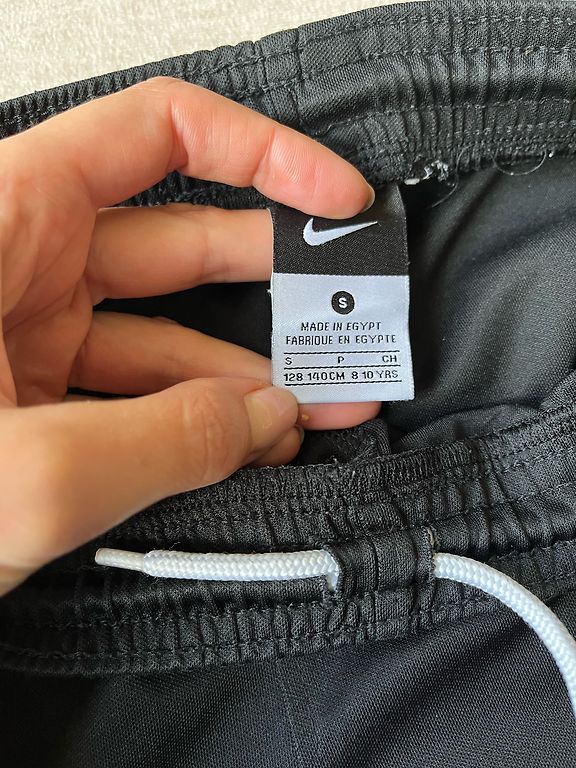 S
MADE IN EGYPT
FABRIQUE EN EGYPTE
S P CH
128 140CM 8 10 YRS